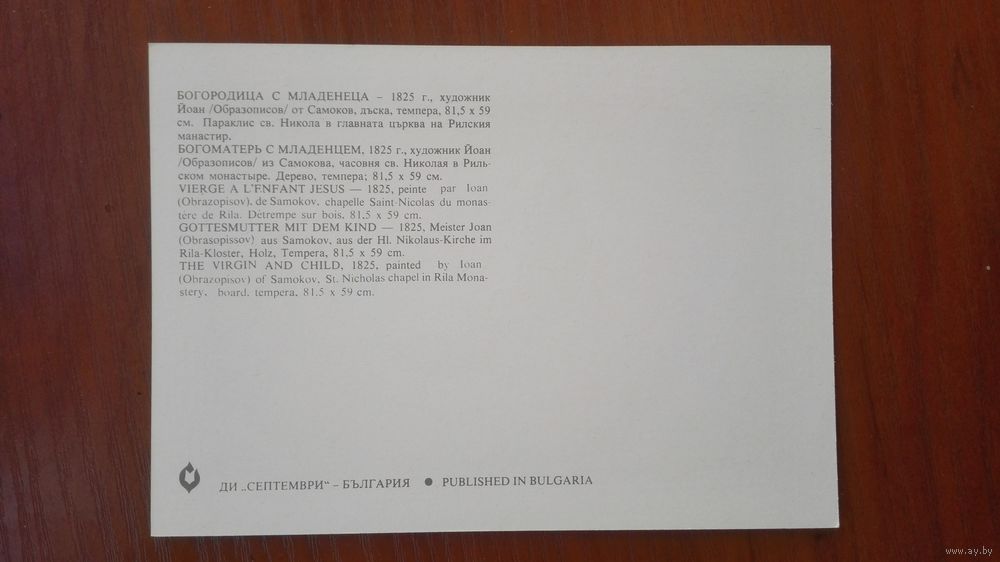 БОГОРОДИЦА С МЛАДЕНЕЦА – 1825 г., художник
Йоан /Образописов/ от Самоков, дъска, темпера, 81,5 x 59
см. Параклис св. Никола в главната църква на Рилския
манастир.
БОГОМАТЕРЬ С МЛАДЕНЦЕМ, 1825 г., художник Йоан
/Образописов/ из Самокова, часовня св. Николая в Риль-
ском монастыре. Дерево, темпера; 81,5 x 59 см.
VIERGE A L'ENFANT JESUS — 1825, peinte par Ioan
(Obrazopisov), de Samokov, chapelle Saint-Nicolas du monas-
tère de Rila. Détrempe sur bois, 81,5 x 59 cm.
GOTTESMUTTER MIT DEM KIND — 1825, Meister Joan
(Obrasopissov) aus Samokov, aus der Hl. Nikolaus-Kirche im
Rila-Kloster, Holz, Tempera, 81,5 x 59 cm.
THE VIRGIN AND CHILD, 1825, painted by Ioan
(Obrazopisov) of Samokov, St. Nicholas chapel in Rila Mona-
stery, board, tempera, 81.5 x 59 cm.
ДИ „СЕПТЕМВРИ“ – БЪЛГАРИЯ ● PUBLISHED IN BULGARIA
www.ay.by